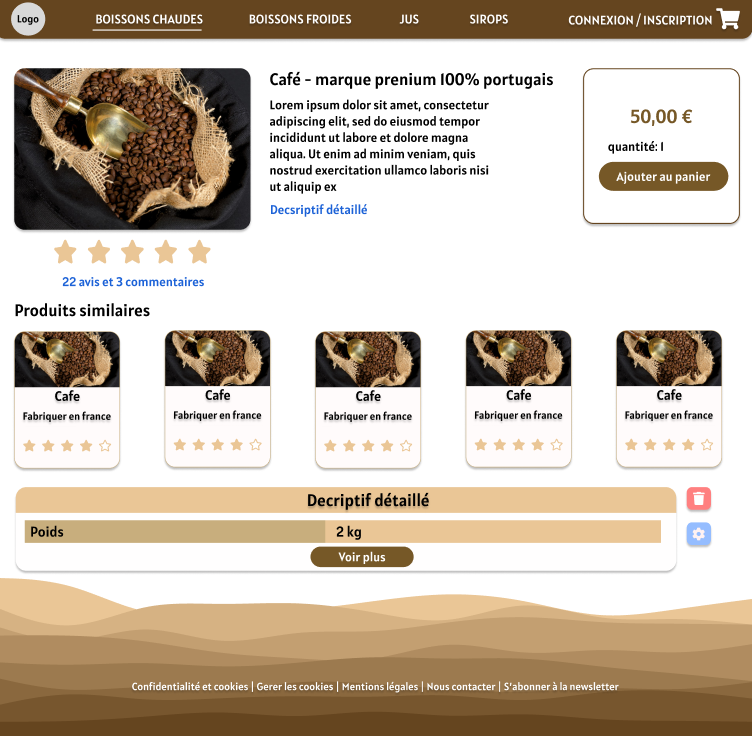 Logo
BOISSONS CHAUDES
BOISSONS FROIDES
JUS
SIROPS
CONNEXION / INSCRIPTION
Café - marque prenium 100% portugais
Lorem ipsum dolor sit amet, consectetur
adipiscing elit, sed do eiusmod tempor
incididunt ut labore et dolore magna
aliqua. Ut enim ad minim veniam, quis
nostrud exercitation ullamco laboris nisi
ut aliquip ex
Decsriptif détaillé
50,00 €
quantité: 1
Ajouter au panier
22 avis et 3 commentaires
Produits similaires
Cafe
Fabriquer en france
Cafe
Fabriquer en france
Cafe
Fabriquer en france
Cafe
Fabriquer en france
Cafe
Fabriquer en france
Decriptif détaillé
Poids 2 kg
Voir plus
Confidentialité et cookies | Gerer les cookies | Mentions légales | Nous contacter | S'abonner à la newsletter